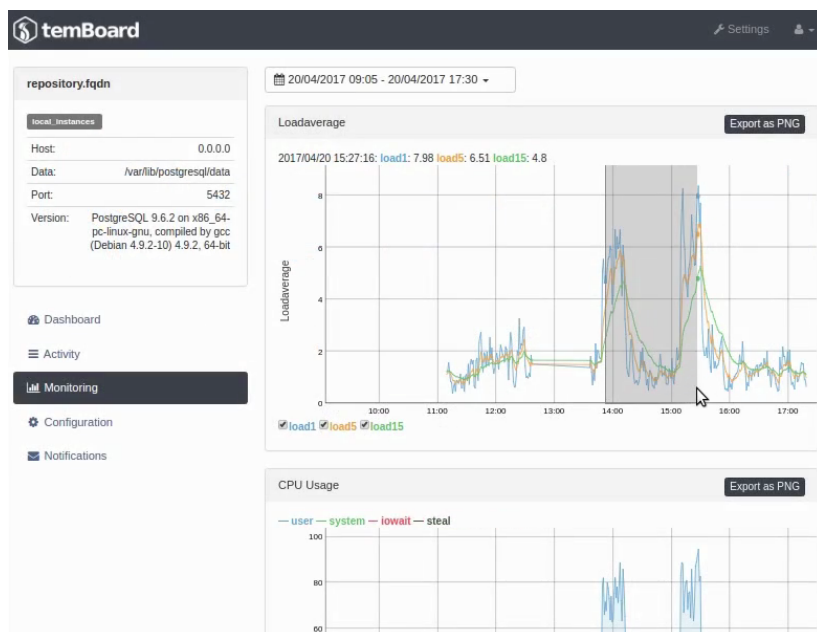 temBoard
Settings
repository.fqdn
local_instances
Host: 0.0.0.0
Data: /var/lib/postgresql/data
Port: 5432
Version: PostgreSQL 9.6.2 on x86_64-
pc-linux-gnu, compiled by gcc
(Debian 4.9.2-10) 4.9.2, 64-bit
Dashboard
Activity
Monitoring
Configuration
Notifications
20/04/2017 09:05 - 20/04/2017 17:30
Loadaverage
Export as PNG
2017/04/20 15:27:16: load1: 7.98 load5: 6.51 load15: 4.8
Loadaverage
8
6
4
2
0
10:00 11:00 12:00 13:00 14:00 15:00 16:00 17:00
load1 load5 load15
CPU Usage
Export as PNG
user system iowait steal
100
80
60